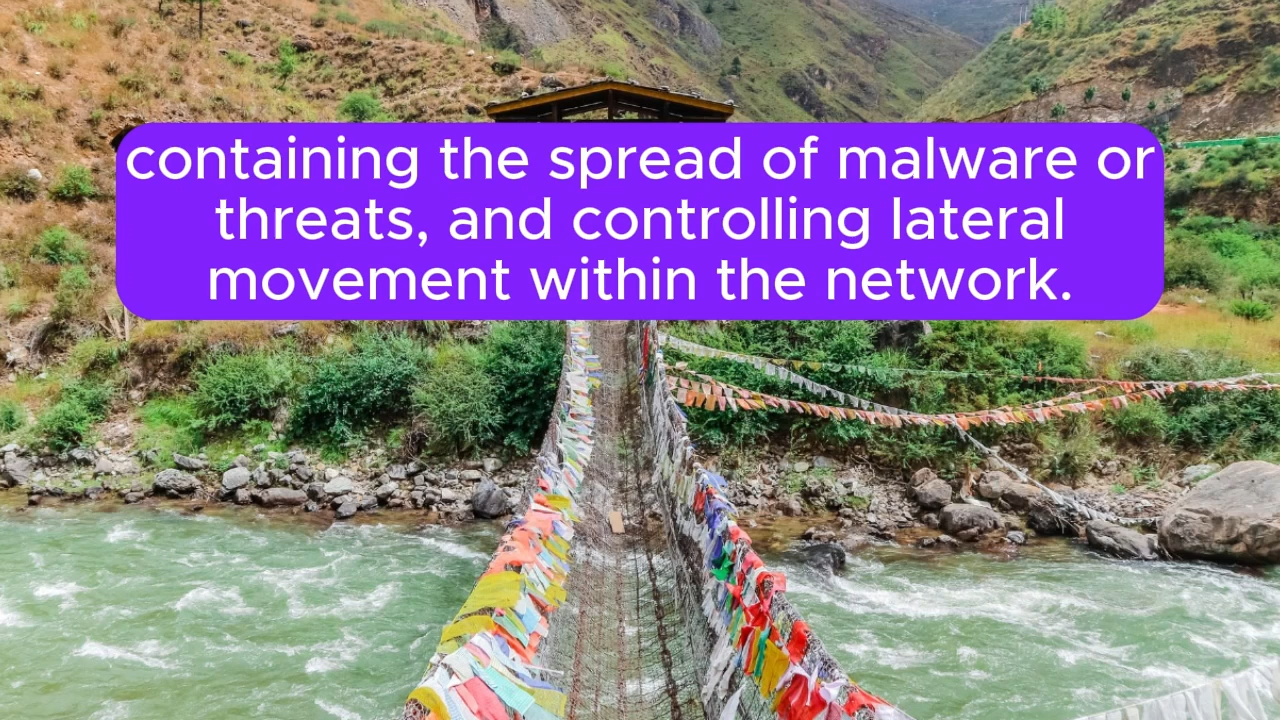 containing the spread of malware or
threats, and controlling lateral
movement within the network.